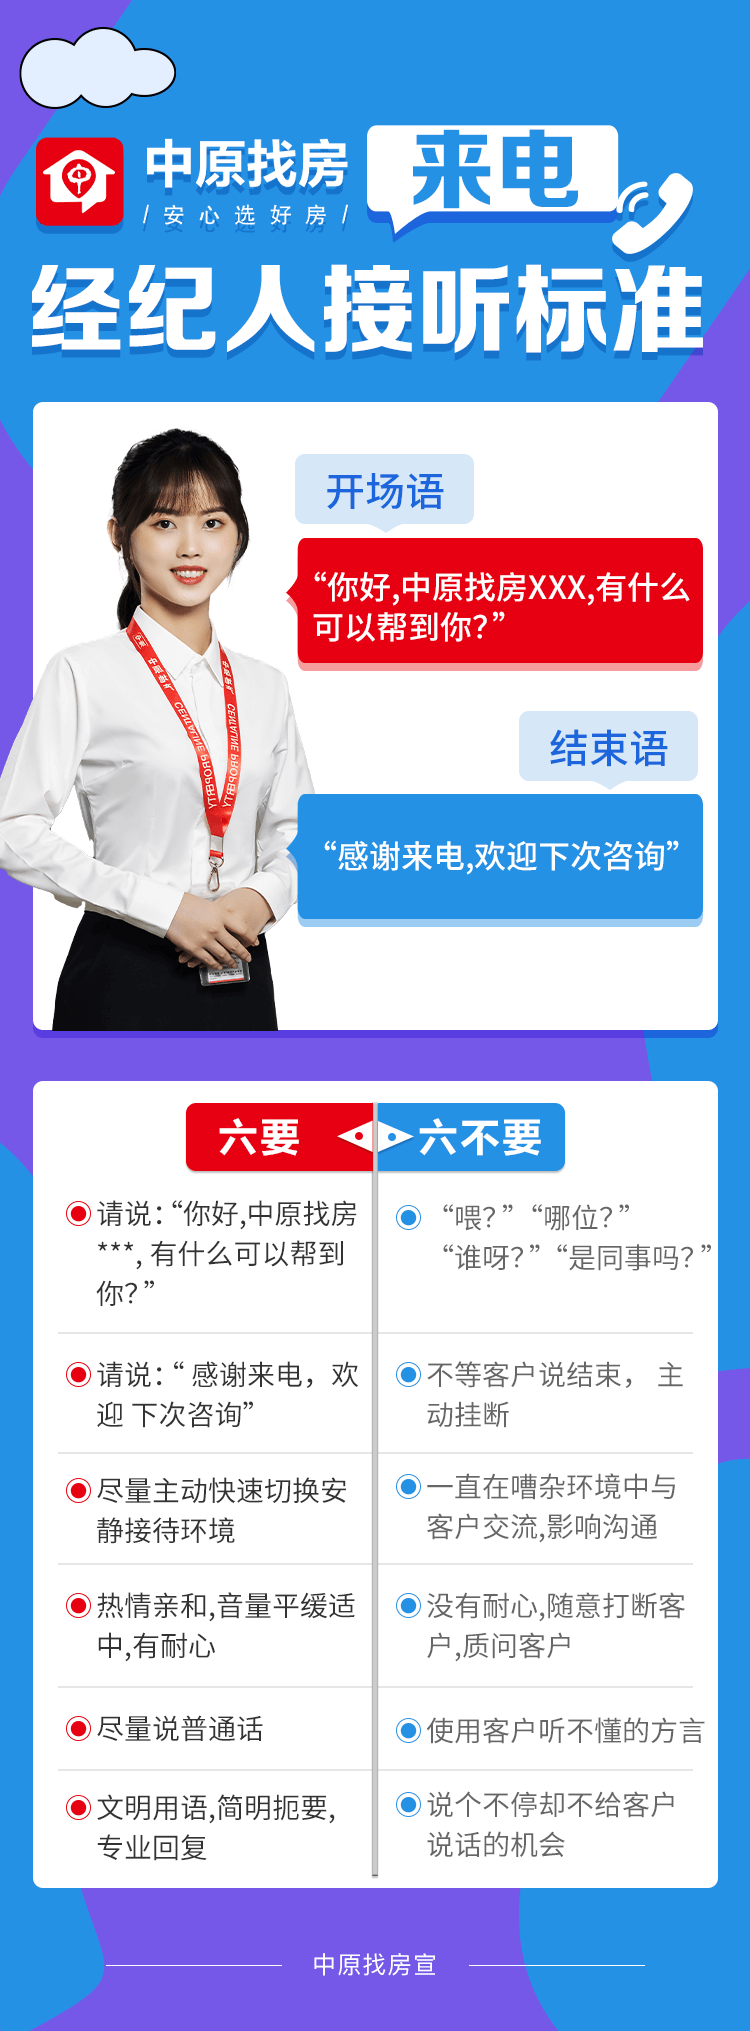 中原找房
/安心选好房/
来电
经纪人接听标准
开场语
“你好,中原找房XXX,有什么
可以帮到你？”
结束语
“感谢来电,欢迎下次咨询”
CENTALINE PROPERTY
CENTALINE PROPERTY
六要
六不要
请说：“你好,中原找房
***, 有什么可以帮到
你？”
“喂？” “哪位？”
“谁呀？” “是同事吗？”
请说：“ 感谢来电，欢
迎 下次咨询”
不等客户说结束， 主
动挂断
尽量主动快速切换安
静接待环境
一直在嘈杂环境中与
客户交流,影响沟通
热情亲和,音量平缓适
中,有耐心
没有耐心,随意打断客
户,质问客户
尽量说普通话
使用客户听不懂的方言
文明用语,简明扼要,
专业回复
说个不停却不给客户
说话的机会
中原找房宣